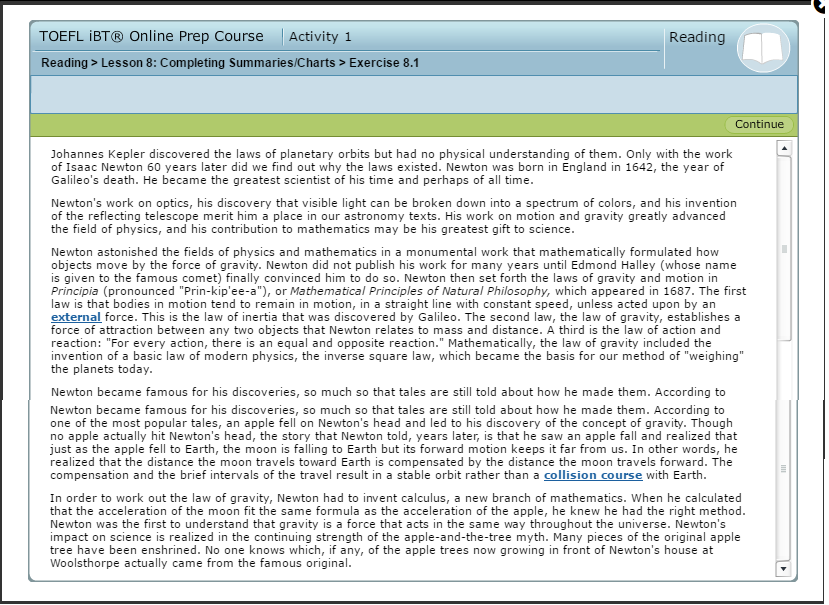 TOEFL iBT® Online Prep Course
Activity 1
Reading
Reading > Lesson 8: Completing Summaries/Charts > Exercise 8.1
Continue
Johannes Kepler discovered the laws of planetary orbits but had no physical understanding of them. Only with the work
of Isaac Newton 60 years later did we find out why the laws existed. Newton was born in England in 1642, the year of
Galileo's death. He became the greatest scientist of his time and perhaps of all time.
Newton's work on optics, his discovery that visible light can be broken down into a spectrum of colors, and his invention
of the reflecting telescope merit him a place in our astronomy texts. His work on motion and gravity greatly advanced
the field of physics, and his contribution to mathematics may be his greatest gift to science.
Newton astonished the fields of physics and mathematics in a monumental work that mathematically formulated how
objects move by the force of gravity. Newton did not publish his work for many years until Edmond Halley (whose name
is given to the famous comet) finally convinced him to do so. Newton then set forth the laws of gravity and motion in
Principia (pronounced "Prin-kip'ee-a"), or Mathematical Principles of Natural Philosophy, which appeared in 1687. The first
law is that bodies in motion tend to remain in motion, in a straight line with constant speed, unless acted upon by an
external force. This is the law of inertia that was discovered by Galileo. The second law, the law of gravity, establishes a
force of attraction between any two objects that Newton relates to mass and distance. A third is the law of action and
reaction: "For every action, there is an equal and opposite reaction." Mathematically, the law of gravity included the
invention of a basic law of modern physics, the inverse square law, which became the basis for our method of "weighing"
the planets today.
Newton became famous for his discoveries, so much so that tales are still told about how he made them. According to
Newton became famous for his discoveries, so much so that tales are still told about how he made them. According to
one of the most popular tales, an apple fell on Newton's head and led to his discovery of the concept of gravity. Though
no apple actually hit Newton's head, the story that Newton told, years later, is that he saw an apple fall and realized that
just as the apple fell to Earth, the moon is falling to Earth but its forward motion keeps it far from us. In other words, he
realized that the distance the moon travels toward Earth is compensated by the distance the moon travels forward. The
compensation and the brief intervals of the travel result in a stable orbit rather than a collision course with Earth.
In order to work out the law of gravity, Newton had to invent calculus, a new branch of mathematics. When he calculated
that the acceleration of the moon fit the same formula as the acceleration of the apple, he knew he had the right method.
Newton was the first to understand that gravity is a force that acts in the same way throughout the universe. Newton's
impact on science is realized in the continuing strength of the apple-and-the-tree myth. Many pieces of the original apple
tree have been enshrined. No one knows which, if any, of the apple trees now growing in front of Newton's house at
Woolsthorpe actually came from the famous original.